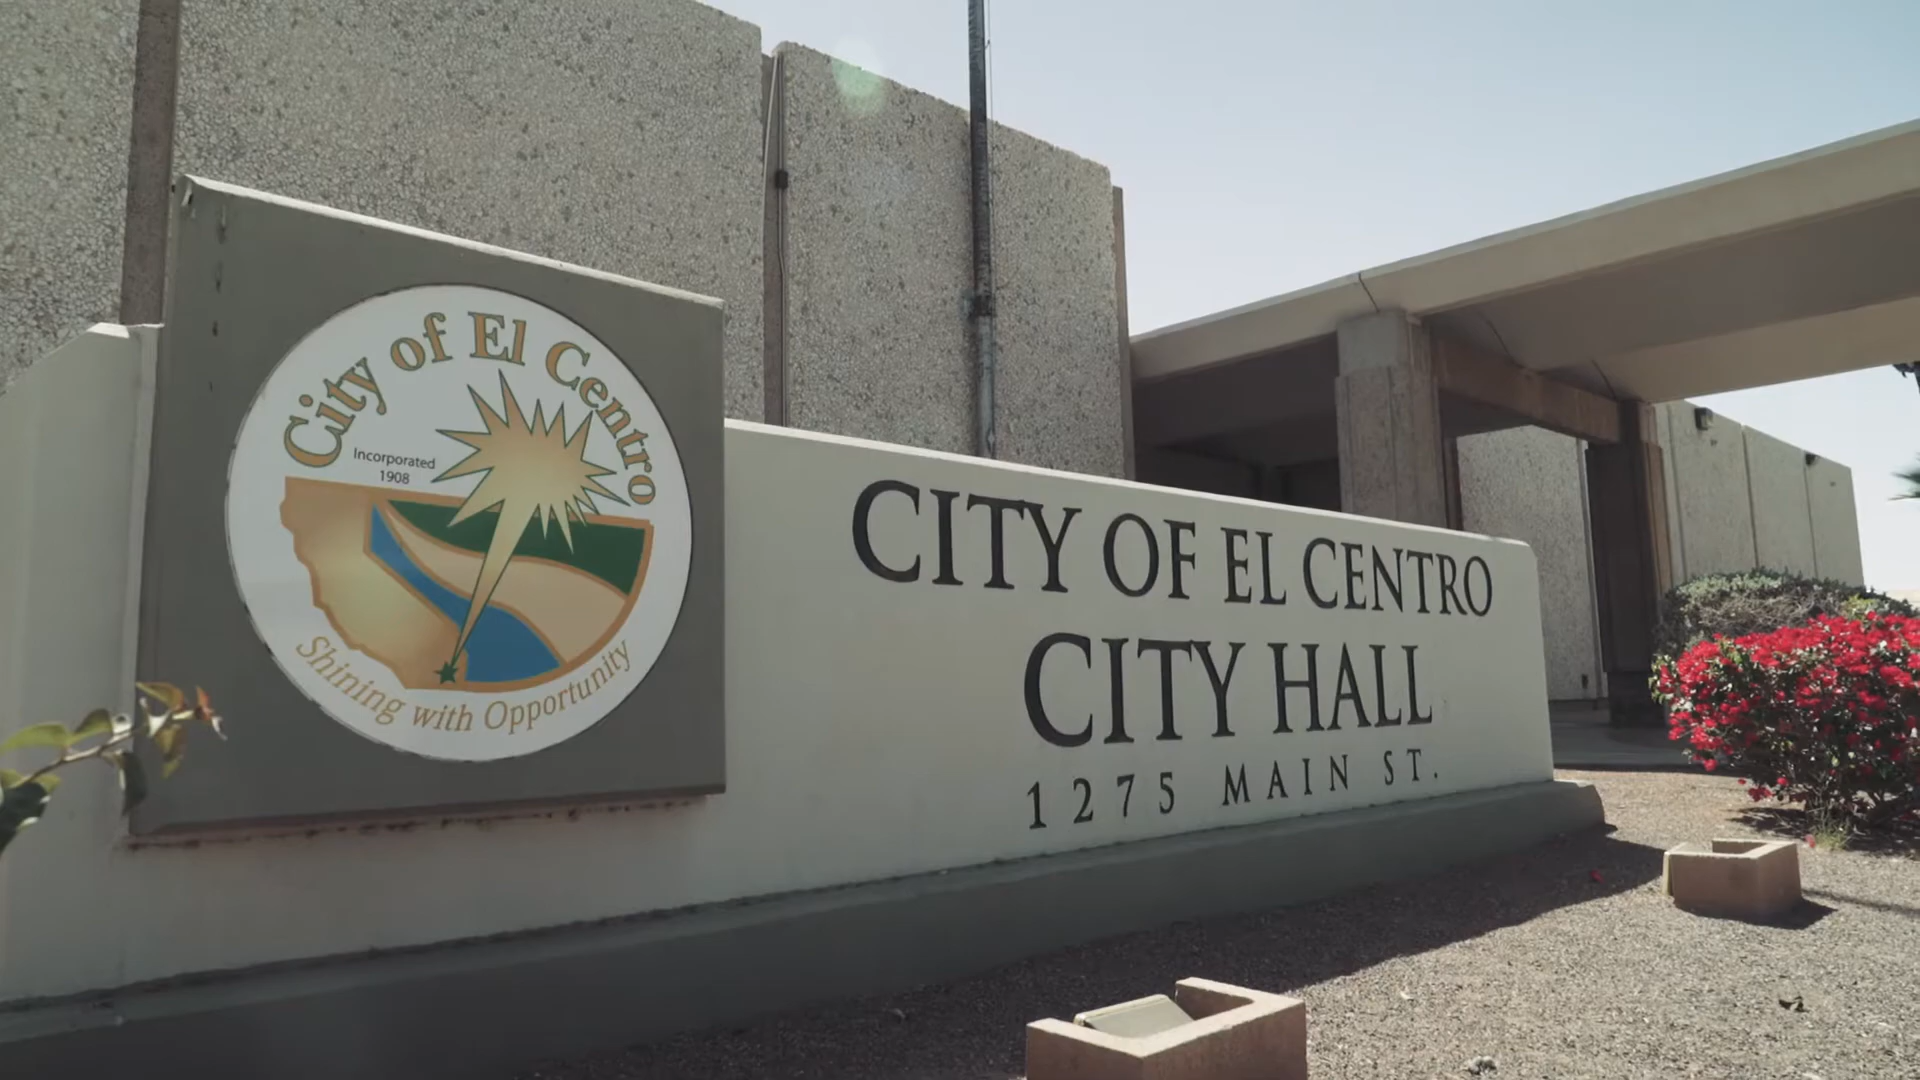 City of El Centro
Incorporated
1908
Shining with Opportunity
CITY OF EL CENTRO
CITY HALL
1275 MAIN ST.